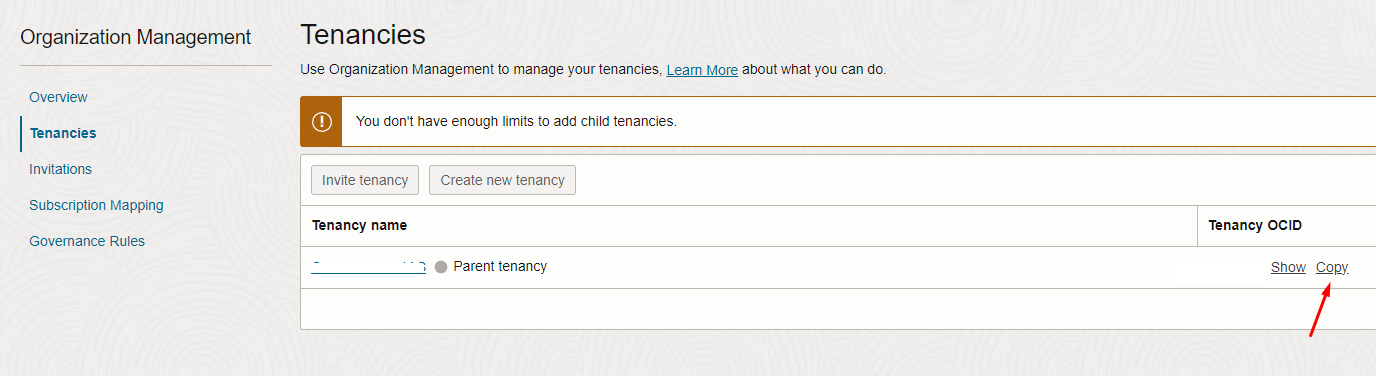 Organization Management
Overview
Tenancies
Invitations
Subscription Mapping
Governance Rules
Tenancies
Use Organization Management to manage your tenancies, Learn More about what you can do.
You don't have enough limits to add child tenancies.
Invite tenancy Create new tenancy
Tenancy name Tenancy OCID
Parent tenancy Show Copy